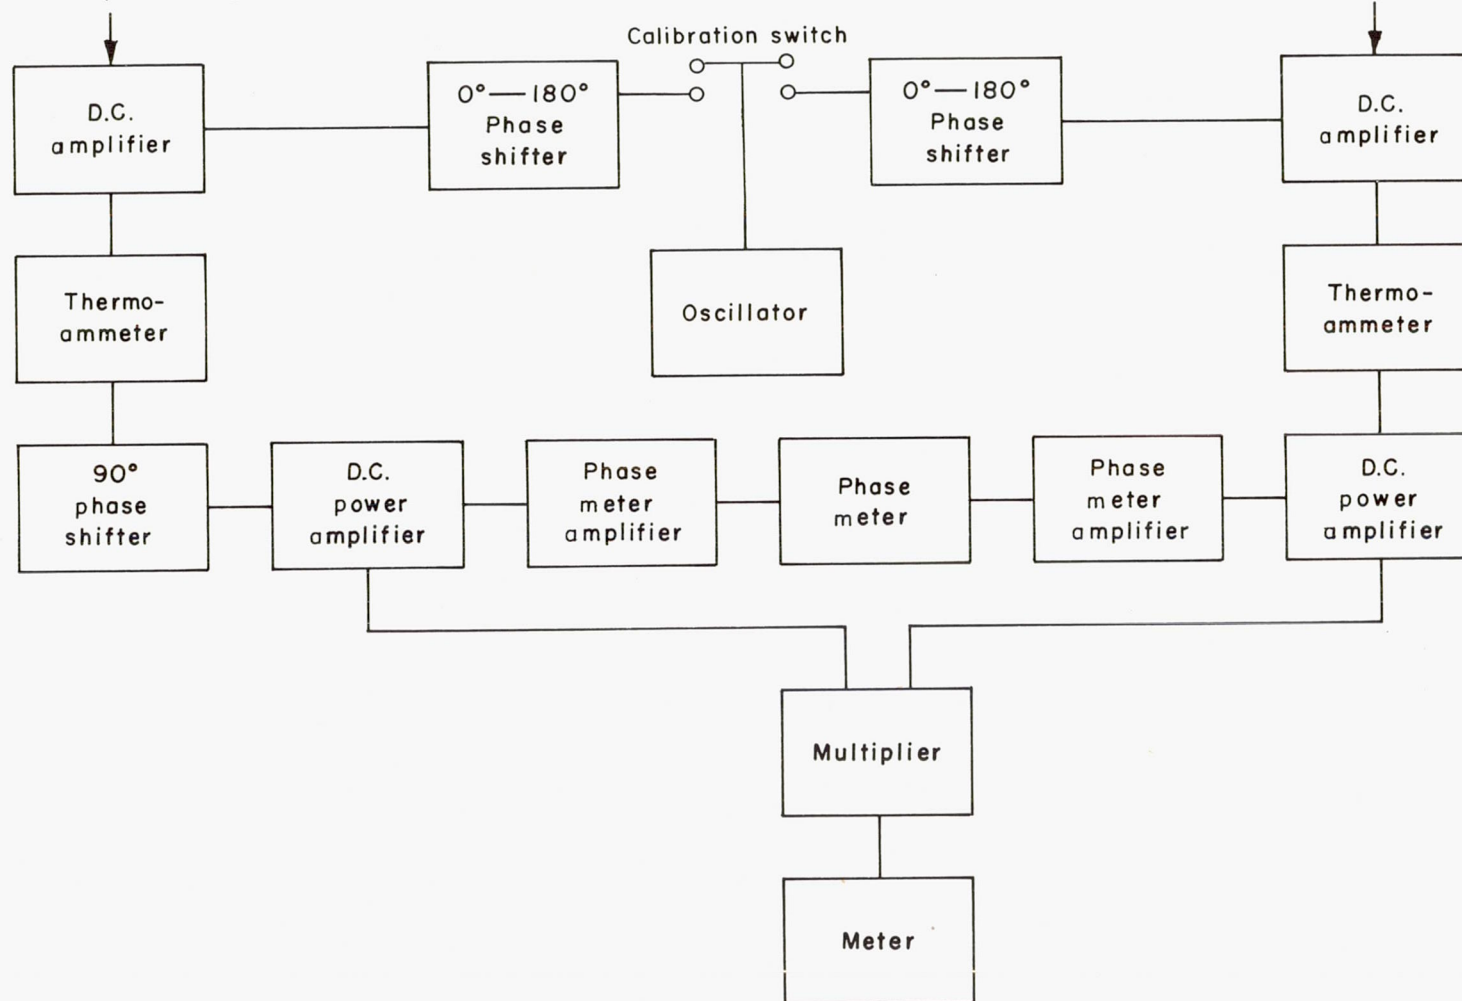 Calibration switch
D.C.
amplifier
0°—180°
Phase
shifter
0°—180°
Phase
shifter
D.C.
amplifier
Thermo-
ammeter
Oscillator
Thermo-
ammeter
90°
phase
shifter
D.C.
power
amplifier
Phase
meter
amplifier
Phase
meter
Phase
meter
amplifier
D.C.
power
amplifier
Multiplier
Meter